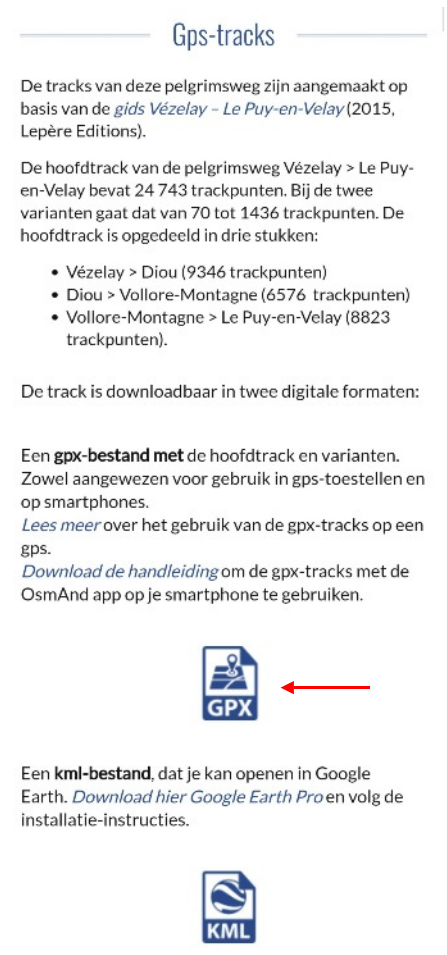 Gps-tracks
De tracks van deze pelgrimsweg zijn aangemaakt op
basis van de gids Vézelay – Le Puy-en-Velay (2015,
Lepère Editions).
De hoofdtrack van de pelgrimsweg Vézelay > Le Puy-
en-Velay bevat 24 743 trackpunten. Bij de twee
varianten gaat dat van 70 tot 1436 trackpunten. De
hoofdtrack is opgedeeld in drie stukken:
• Vézelay > Diou (9346 trackpunten)
• Diou > Vollore-Montagne (6576 trackpunten)
• Vollore-Montagne > Le Puy-en-Velay (8823
trackpunten).
De track is downloadbaar in twee digitale formaten:
Een gpx-bestand met de hoofdtrack en varianten.
Zowel aangewezen voor gebruik in gps-toestellen en
op smartphones.
Lees meer over het gebruik van de gpx-tracks op een
gps.
Download de handleiding om de gpx-tracks met de
OsmAnd app op je smartphone te gebruiken.
GPX
Een kml-bestand, dat je kan openen in Google
Earth. Download hier Google Earth Pro en volg de
installatie-instructies.
KML